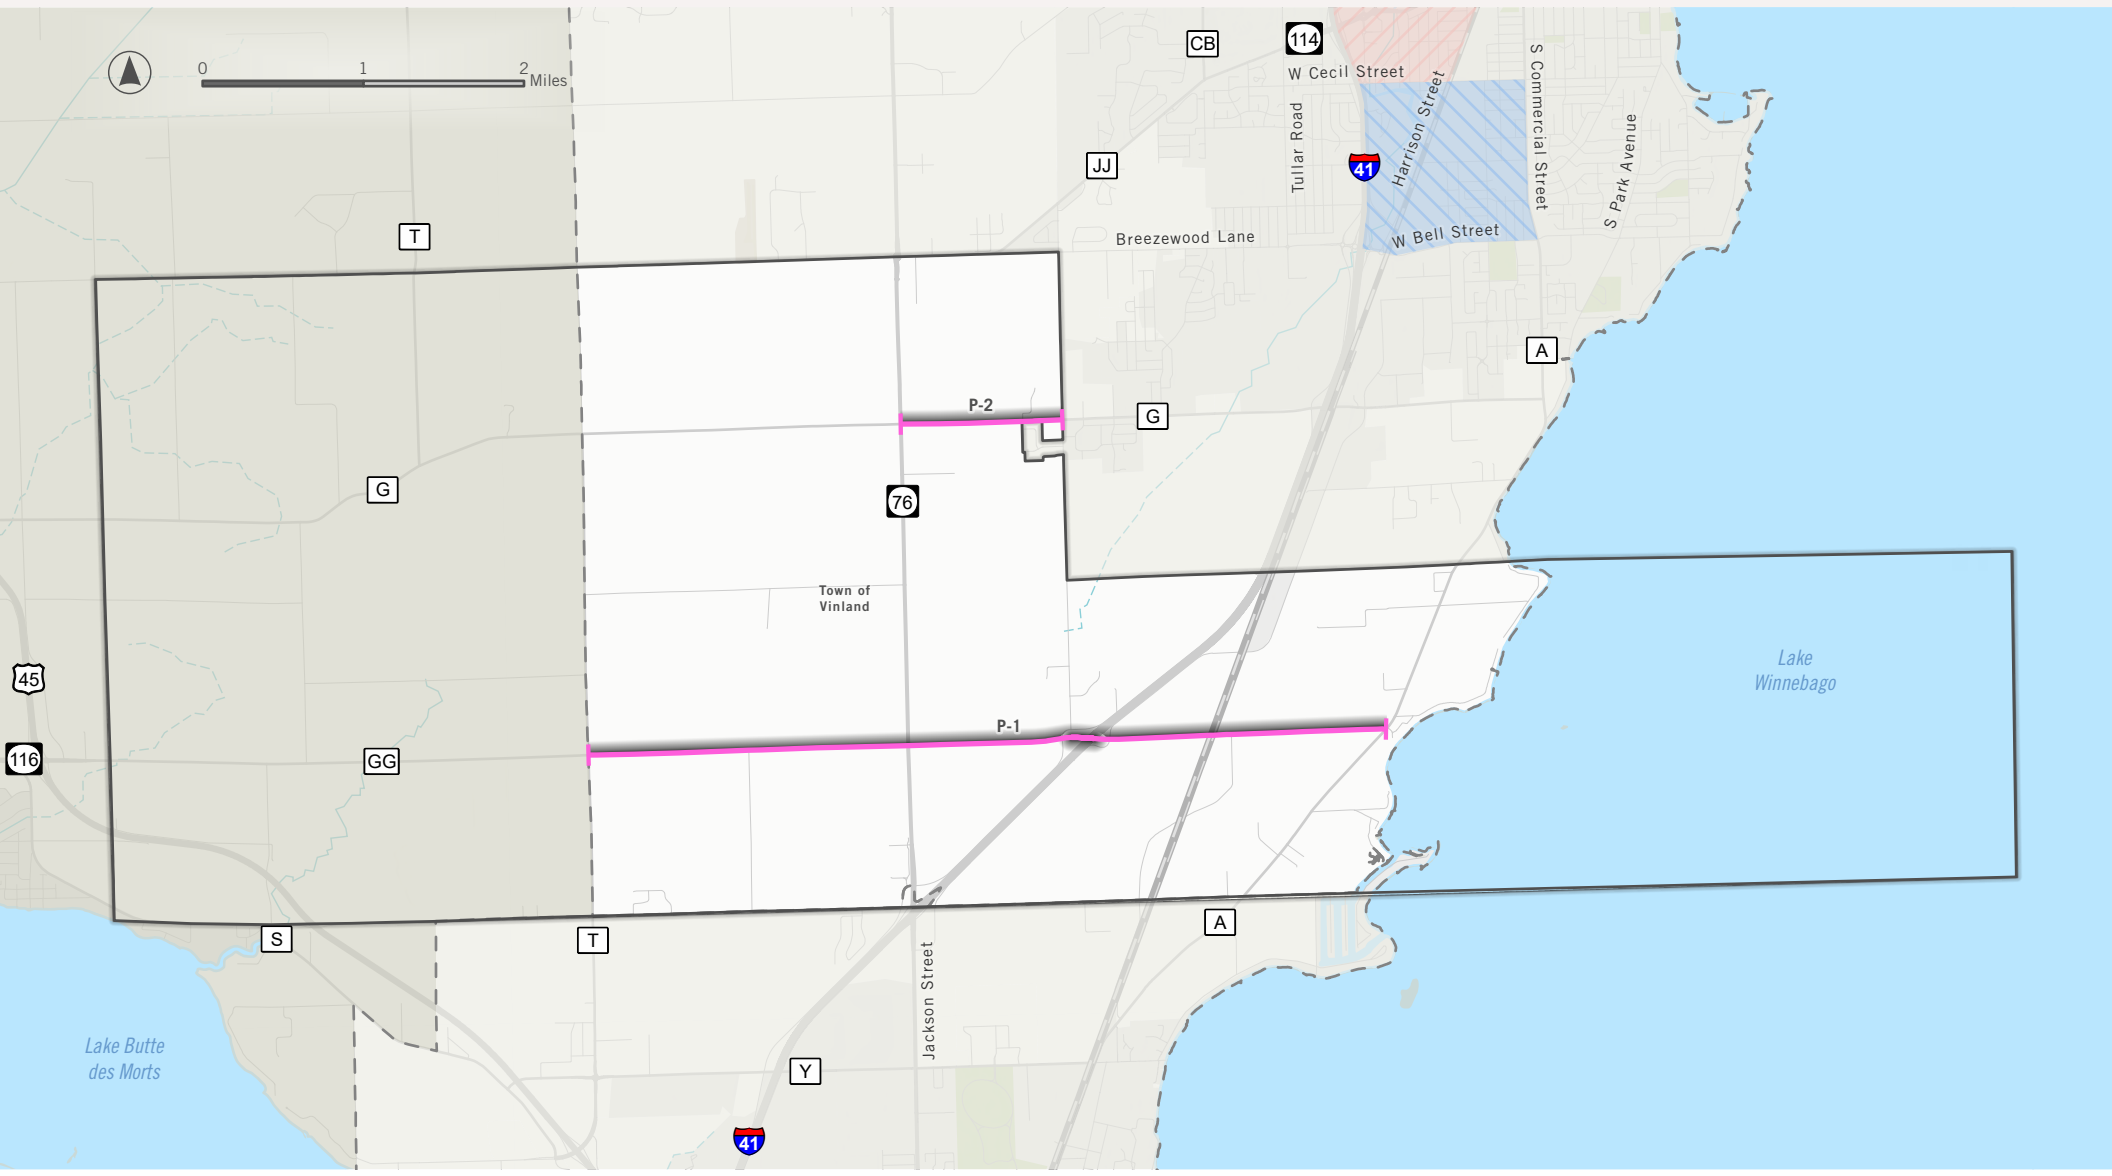 CB
114
W Cecil Street
S Commercial Street
0 1 2 Miles
Harrison Street
Tullar Road
S Park Avenue
JJ
41
T
Breezewood Lane
W Bell Street
A
P-2
G
G
76
Town of
Vinland
Lake
Winnebago
45
P-1
116
GG
S
T
A
Jackson Street
Lake Butte
des Morts
Y
41